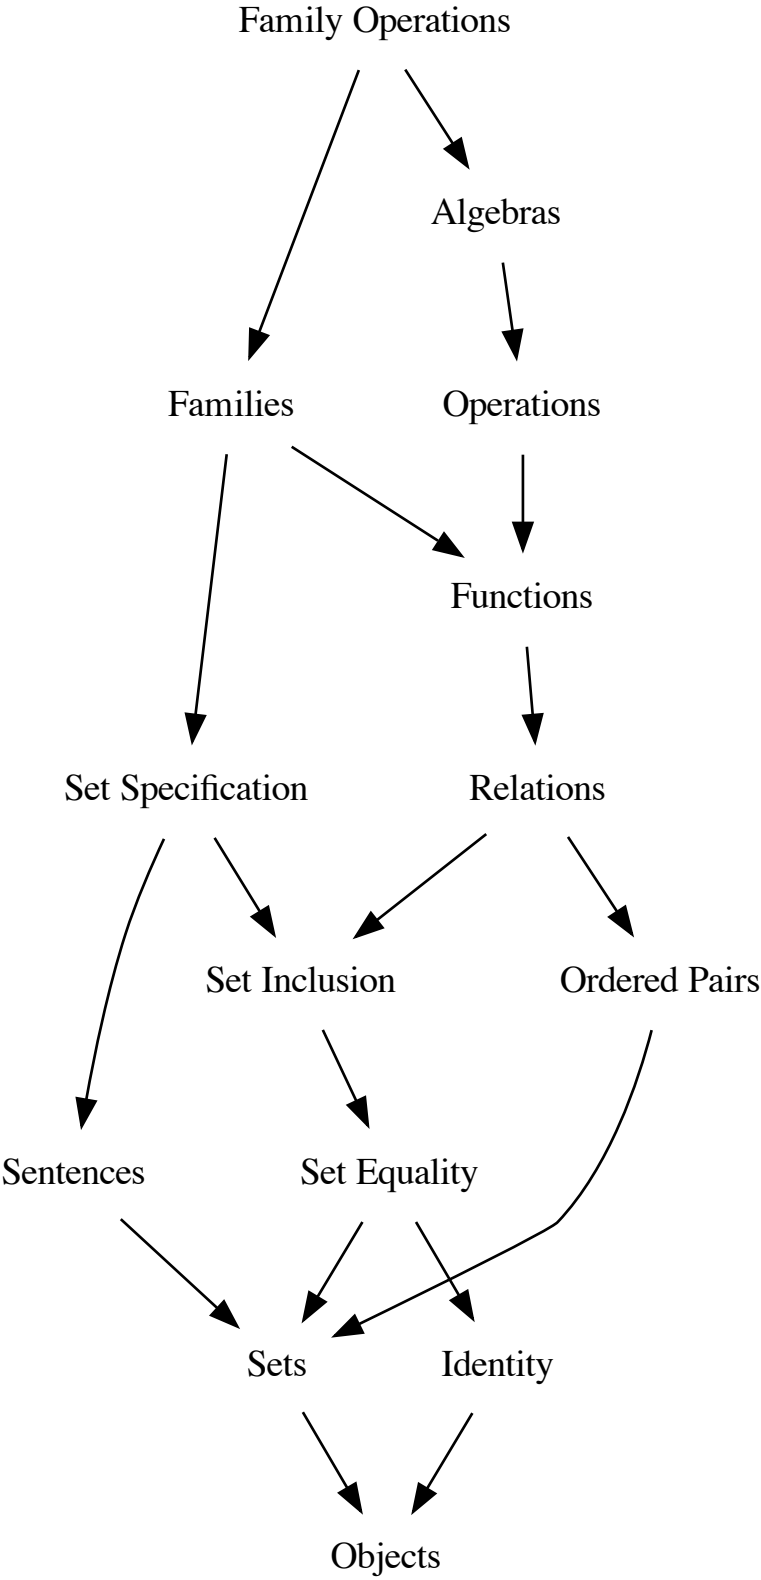 Family Operations
Algebras
Families
Operations
Functions
Set Specification
Relations
Set Inclusion
Ordered Pairs
Sentences
Set Equality
Sets
Identity
Objects